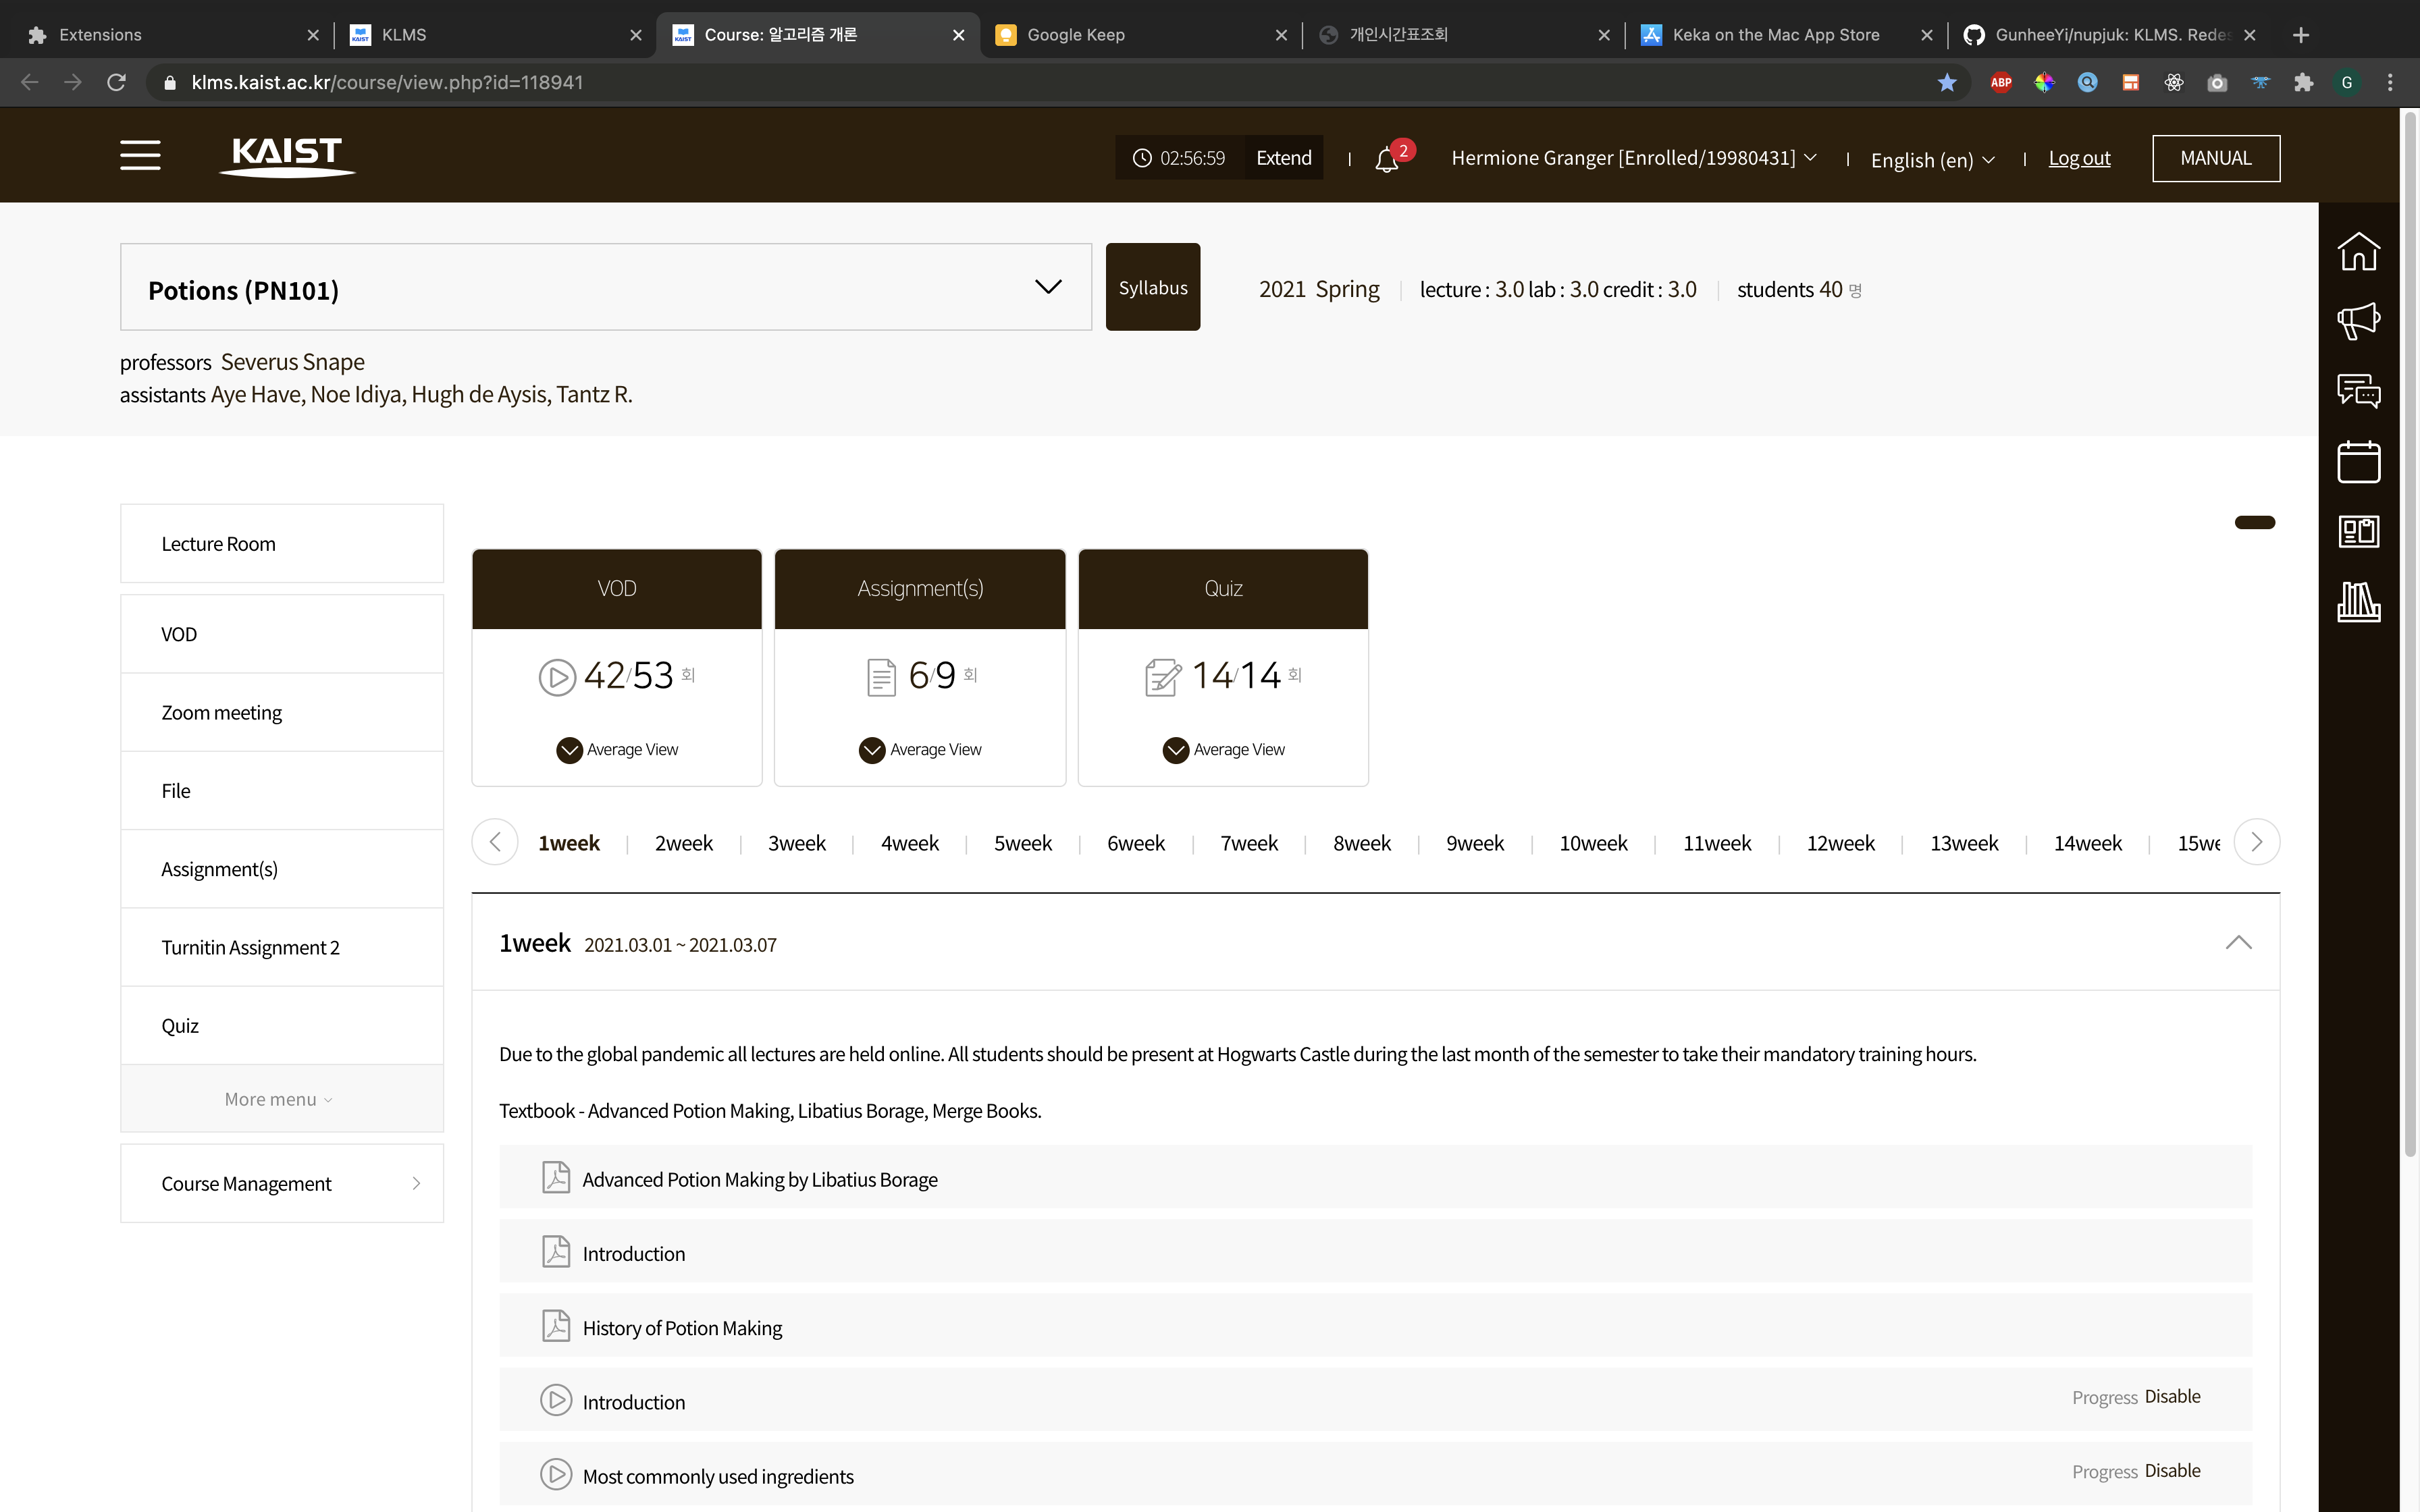 Extensions
KLMS
Course: 알고리즘 개론
Google Keep
개인시간표조회
Keka on the Mac App Store
GunheeYi/nupjuk: KLMS. Redes
klms.kaist.ac.kr/course/view.php?id=118941
ABP
G
KAIST
02:56:59 Extend
2
Hermione Granger [Enrolled/19980431]
English (en)
Log out
MANUAL
Potions (PN101)
Syllabus
2021 Spring
lecture : 3.0 lab : 3.0 credit : 3.0
students 40 명
professors Severus Snape
assistants Aye Have, Noe Idiya, Hugh de Aysis, Tantz R.
Lecture Room
VOD
Zoom meeting
File
Assignment(s)
Turnitin Assignment 2
Quiz
More menu
Course Management
VOD
42/53 회
Average View
Assignment(s)
6/9 회
Average View
Quiz
14/14 회
Average View
1week 2week 3week 4week 5week 6week 7week 8week 9week 10week 11week 12week 13week 14week 15we
1week 2021.03.01 ~ 2021.03.07
Due to the global pandemic all lectures are held online. All students should be present at Hogwarts Castle during the last month of the semester to take their mandatory training hours.
Textbook - Advanced Potion Making, Libatius Borage, Merge Books.
Advanced Potion Making by Libatius Borage
Introduction
History of Potion Making
Introduction Progress Disable
Most commonly used ingredients Progress Disable